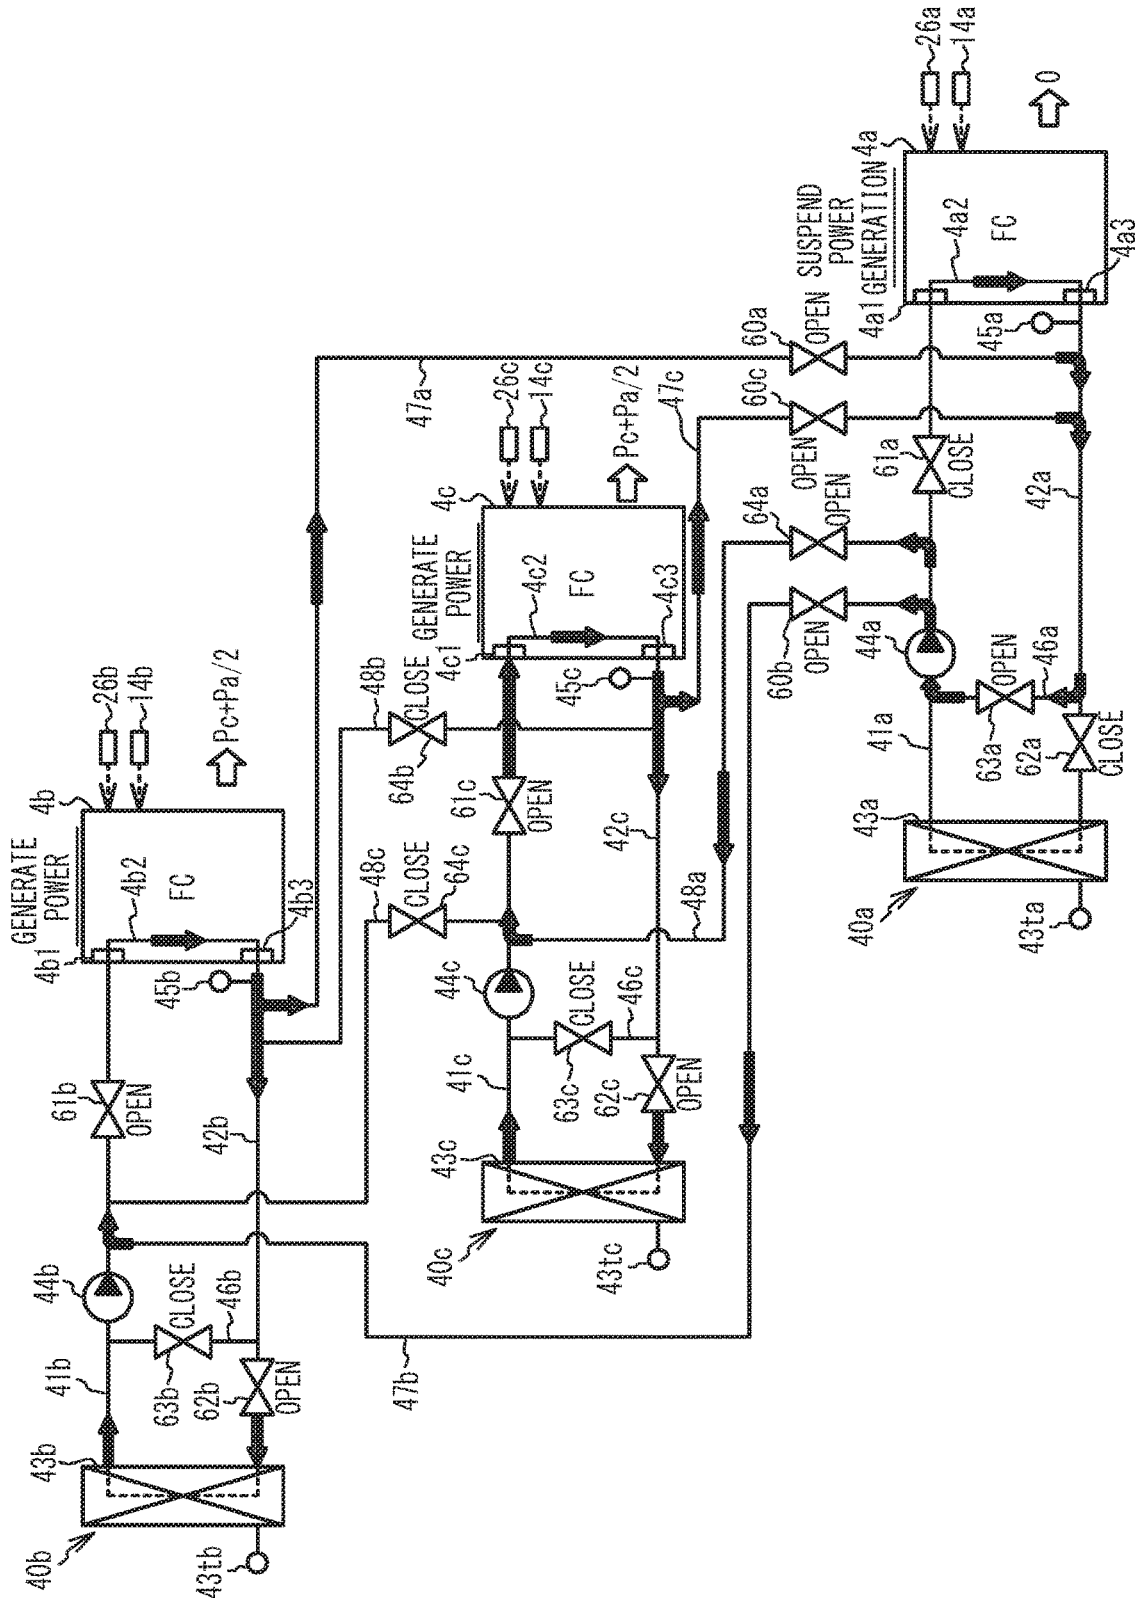 40b
43tb
43b
41b
63b
CLOSE
62b
OPEN
46b
44b
61b
OPEN
42b
45b
4b1
4b2
4b3
FC
GENERATE
POWER
4b
26b
14b
Pc+Pa/2
47b
48c
CLOSE
64c
48b
CLOSE
64b
47a
40c
43tc
43c
41c
63c
CLOSE
62c
OPEN
46c
44c
61c
OPEN
42c
45c
4c1
4c2
4c3
FC
GENERATE
POWER
4c
26c
14c
Pc+Pa/2
47c
48a
60b
OPEN
64a
OPEN
60c
OPEN
60a
OPEN
40a
43ta
43a
41a
63a
OPEN
62a
CLOSE
46a
44a
61a
CLOSE
42a
45a
4a1
4a2
4a3
FC
SUSPEND
POWER
GENERATION
4a
26a
14a
0